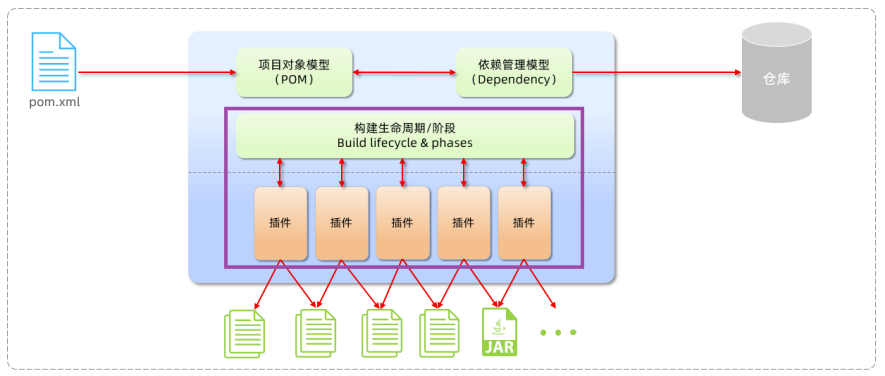 pom.xml
项目对象模型
（POM）
依赖管理模型
（Dependency）
仓库
构建生命周期/阶段
Build lifecycle & phases
插件
插件
插件
插件
插件
JAR